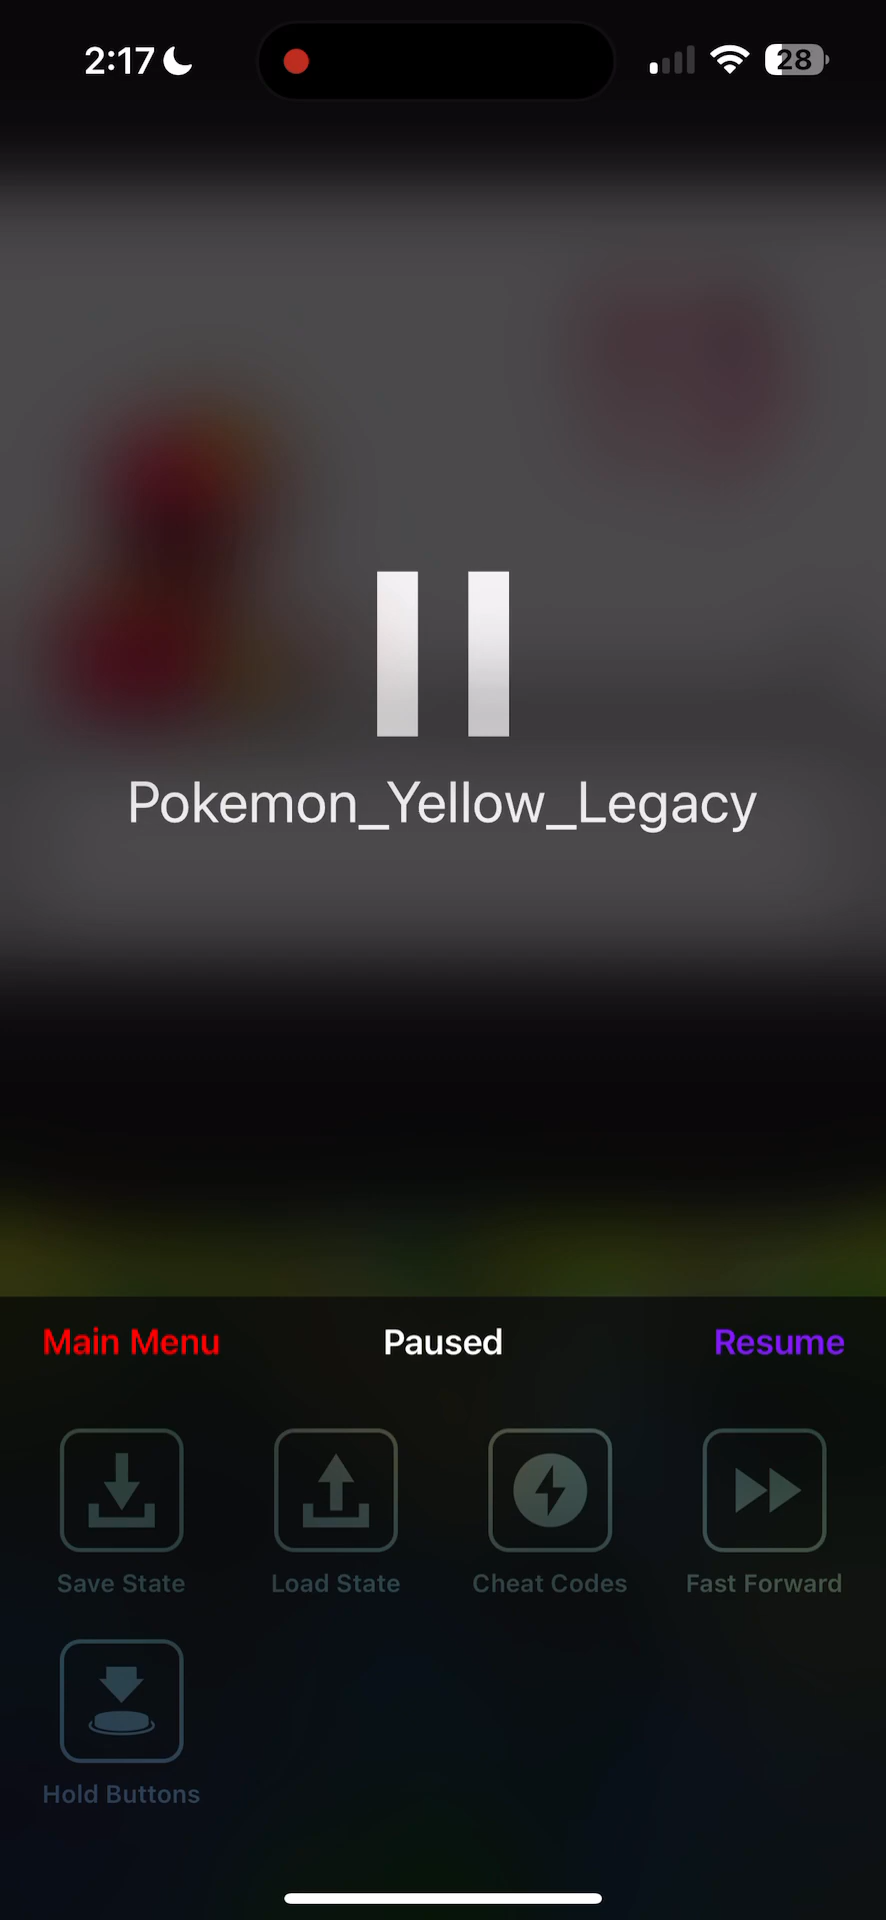 2:17
28
Pokemon_Yellow_Legacy
Main Menu
Paused
Resume
Save State
Load State
Cheat Codes
Fast Forward
Hold Buttons